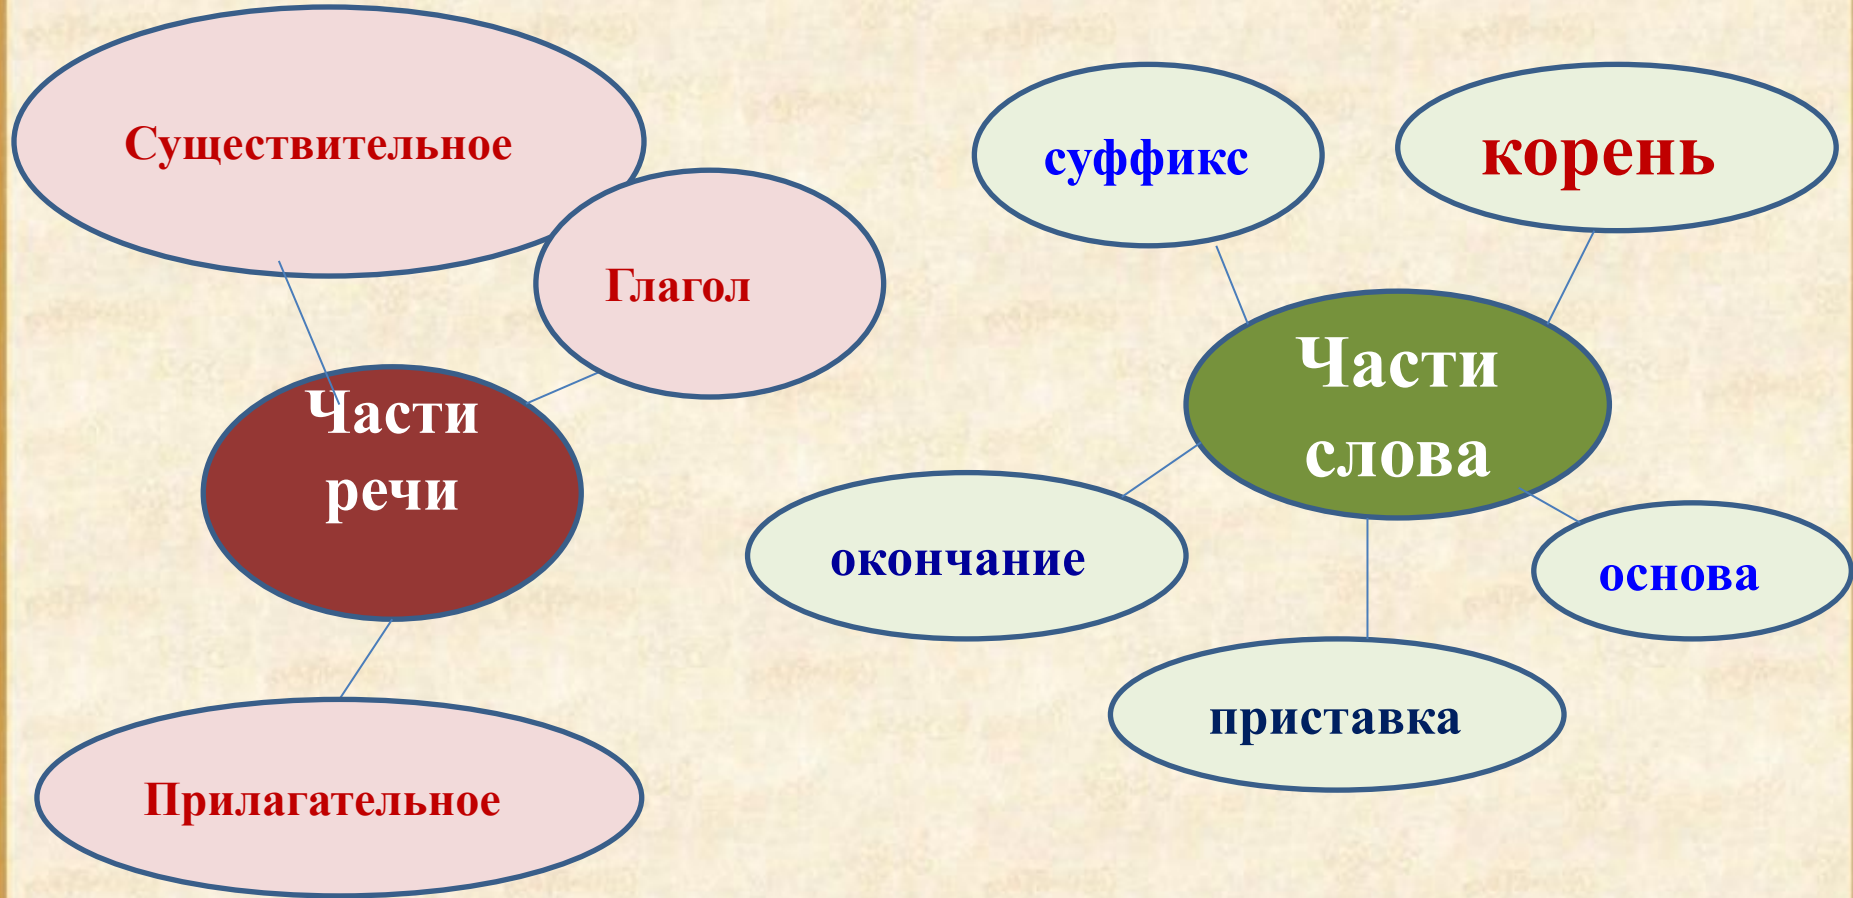 Существительное
Глагол
Части
речи
Прилагательное
суффикс
корень
Части
слова
окончание
основа
приставка